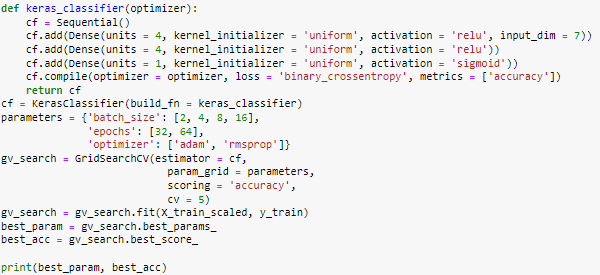 def keras_classifier(optimizer):
    cf = Sequential()
    cf.add(Dense(units = 4, kernel_initializer = 'uniform', activation = 'relu', input_dim = 7))
    cf.add(Dense(units = 4, kernel_initializer = 'uniform', activation = 'relu'))
    cf.add(Dense(units = 1, kernel_initializer = 'uniform', activation = 'sigmoid'))
    cf.compile(optimizer = optimizer, loss = 'binary_crossentropy', metrics = ['accuracy'])
    return cf
cf = KerasClassifier(build_fn = keras_classifier)
parameters = {'batch_size': [2, 4, 8, 16],
             'epochs': [32, 64],
             'optimizer': ['adam', 'rmsprop']}
gv_search = GridSearchCV(estimator = cf,
                         param_grid = parameters,
                         scoring = 'accuracy',
                         cv = 5)
gv_search = gv_search.fit(X_train_scaled, y_train)
best_param = gv_search.best_params_
best_acc = gv_search.best_score_

print(best_param, best_acc)